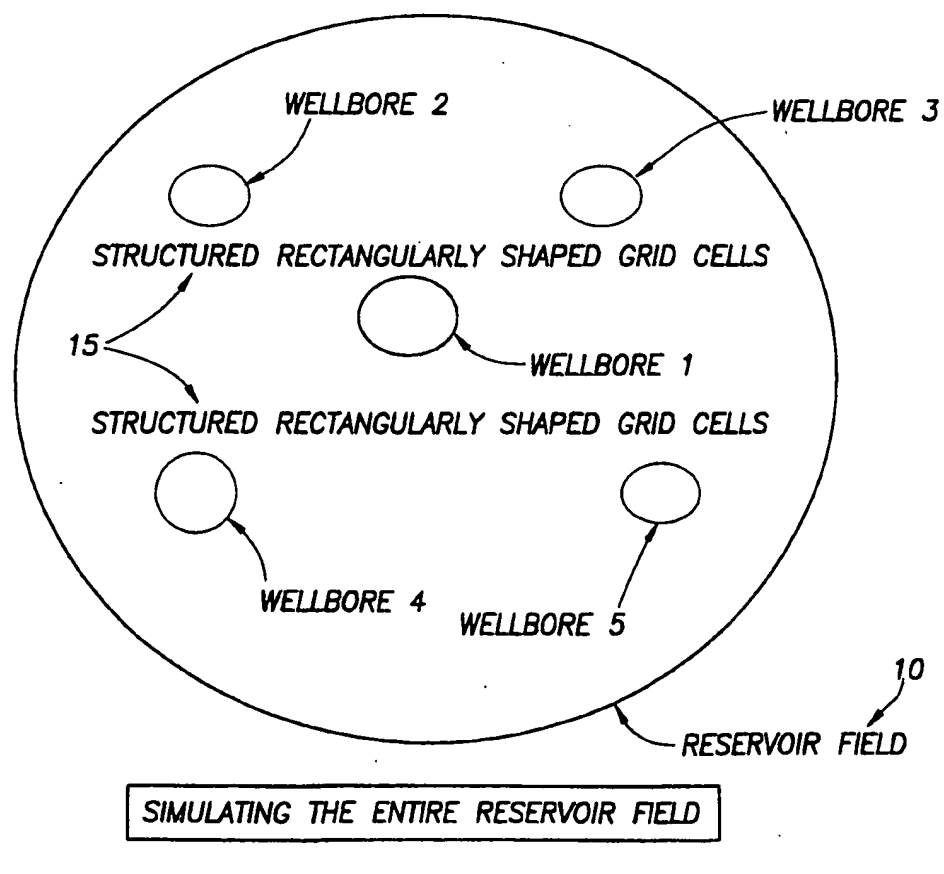 WELLBORE 2
WELLBORE 3
STRUCTURED RECTANGULARLY SHAPED GRID CELLS
15
WELLBORE 1
STRUCTURED RECTANGULARLY SHAPED GRID CELLS
WELLBORE 4
WELLBORE 5
10
RESERVOIR FIELD
SIMULATING THE ENTIRE RESERVOIR FIELD